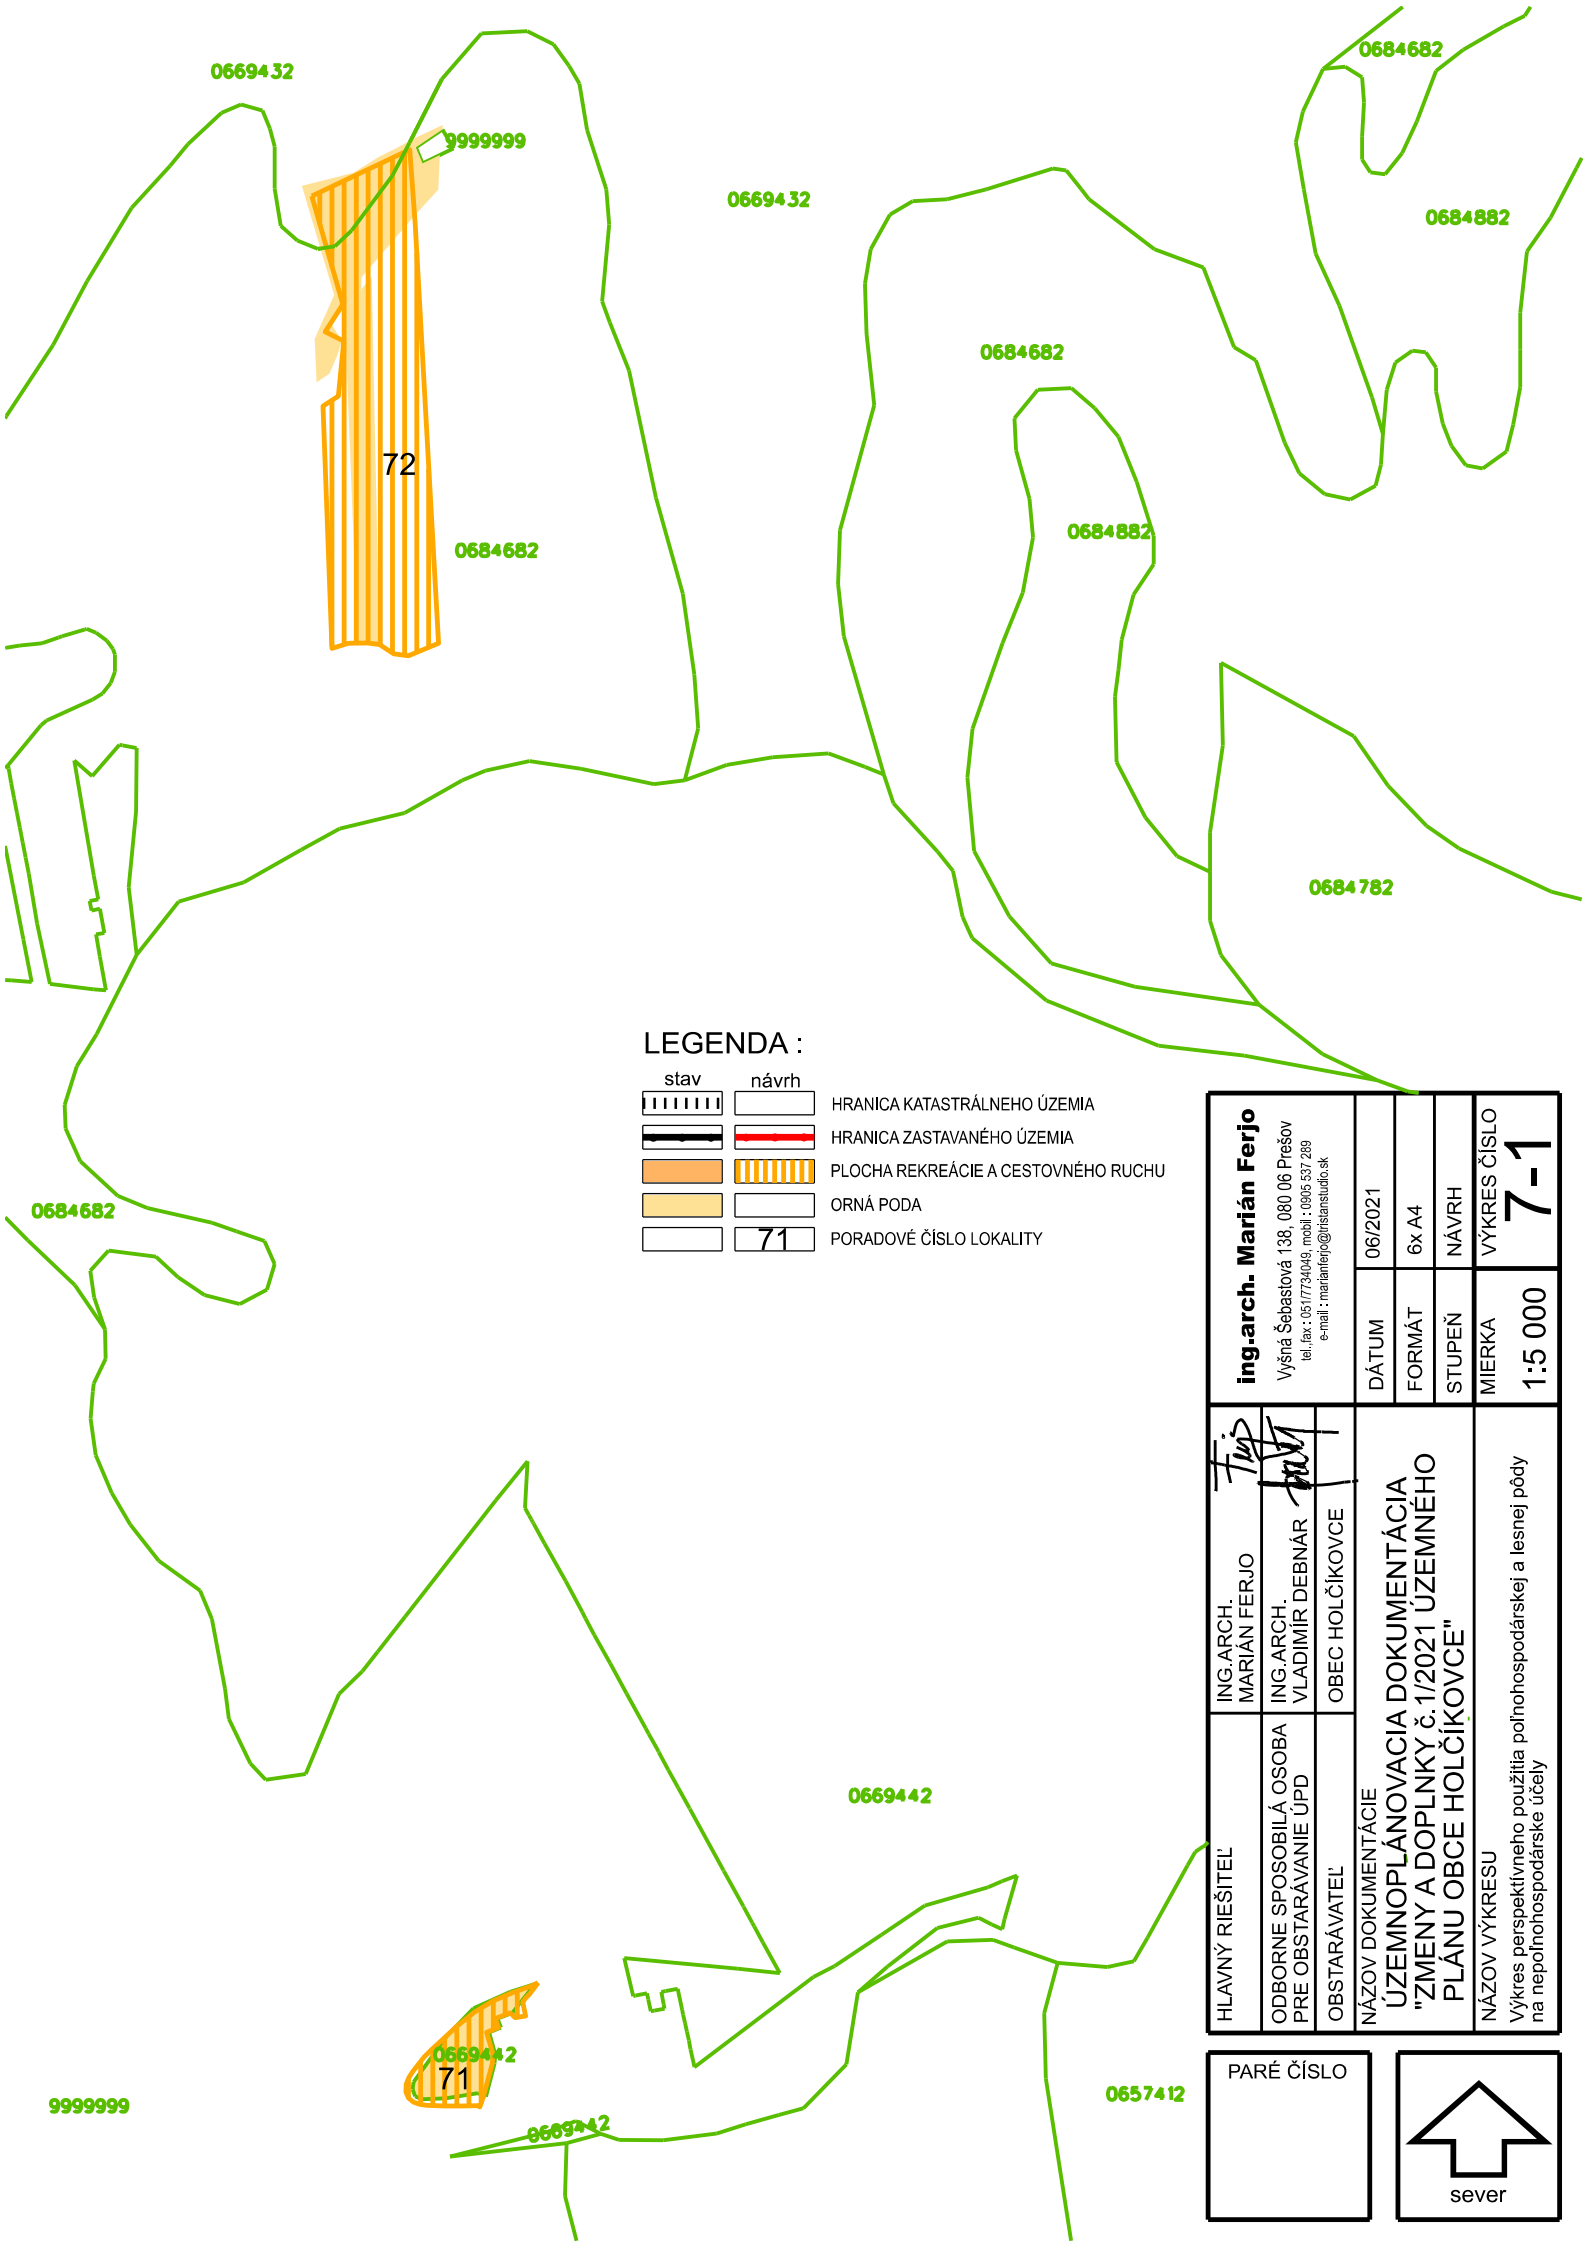 0669432
0684682
9999999
0669432
0684882
0684682
72
0684882
0684682
0684782
LEGENDA :
stav návrh
HRANICA KATASTRÁLNEHO ÚZEMIA
HRANICA ZASTAVANÉHO ÚZEMIA
PLOCHA REKREÁCIE A CESTOVNÉHO RUCHU
ORNÁ PODA
71 PORADOVÉ ČÍSLO LOKALITY
0684682
0669442
0669442
71
9999999
0669442
0657412
HLAVNÝ RIEŠITEĽ
ING.ARCH.
MARIÁN FERJO
ODBORNE SPOSOBILÁ OSOBA
PRE OBSTARÁVANIE ÚPD
ING.ARCH.
VLADIMÍR DEBNÁR
OBSTARÁVATEĽ
OBEC HOLČÍKOVCE
ing.arch. Marián Ferjo
Vyšná Šebastová 138, 080 06 Prešov
tel.,fax : 051/7734049, mobil : 0905 537 289
e-mail : marianferjo@tristanstudio.sk
NÁZOV DOKUMENTÁCIE
ÚZEMNOPLÁNOVACIA DOKUMENTÁCIA
"ZMENY A DOPLNKY č.1/2021 ÚZEMNÉHO
PLÁNU OBCE HOLČÍKOVCE"
DÁTUM 06/2021
FORMÁT 6x A4
STUPEŇ NÁVRH
NÁZOV VÝKRESU
Výkres perspektívneho použitia poľnohospodárskej a lesnej pôdy
na nepoľnohospodárske účely
MIERKA
1:5 000
VÝKRES ČÍSLO
7-1
PARÉ ČÍSLO
sever